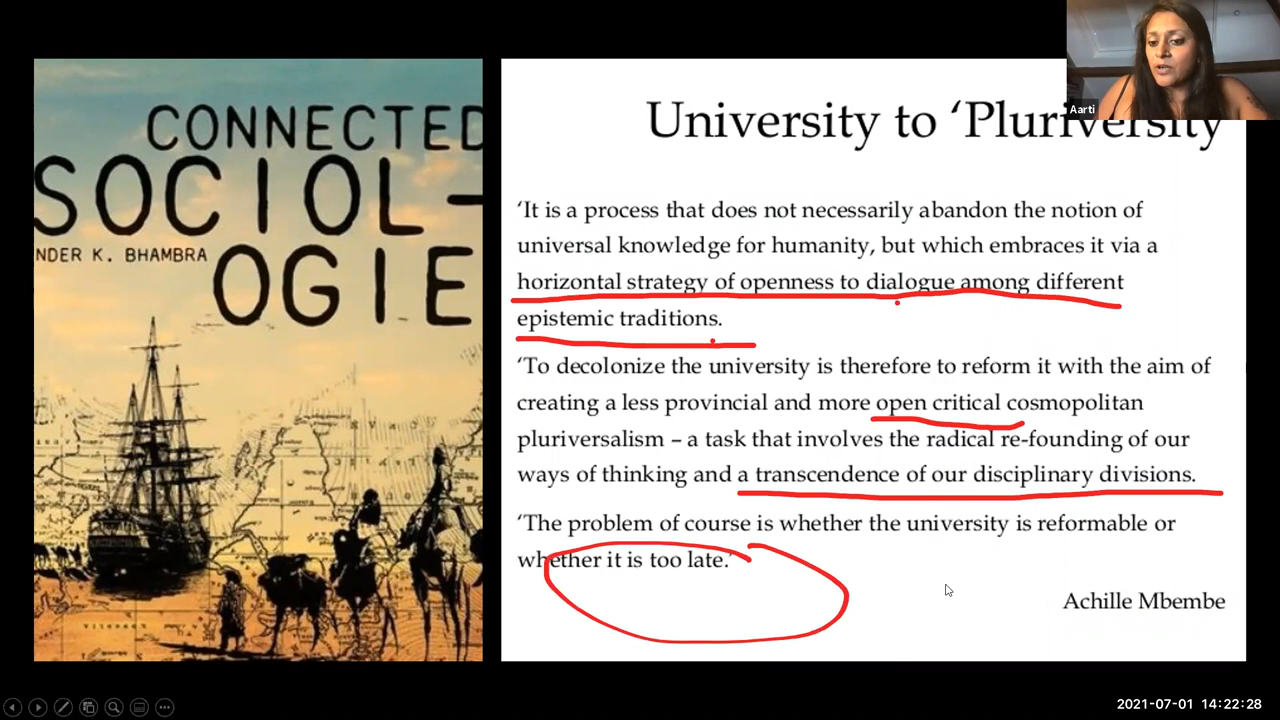 CONNECTED
SOCIOL-
NDER K. BHAMBRA
OGIE
University to ‘Pluriversity
Aarti
‘It is a process that does not necessarily abandon the notion of
universal knowledge for humanity, but which embraces it via a
horizontal strategy of openness to dialogue among different
epistemic traditions.
‘To decolonize the university is therefore to reform it with the aim of
creating a less provincial and more open critical cosmopolitan
pluriversalism – a task that involves the radical re-founding of our
ways of thinking and a transcendence of our disciplinary divisions.
‘The problem of course is whether the university is reformable or
whether it is too late.’
Achille Mbembe
2021-07-01 14:22:28